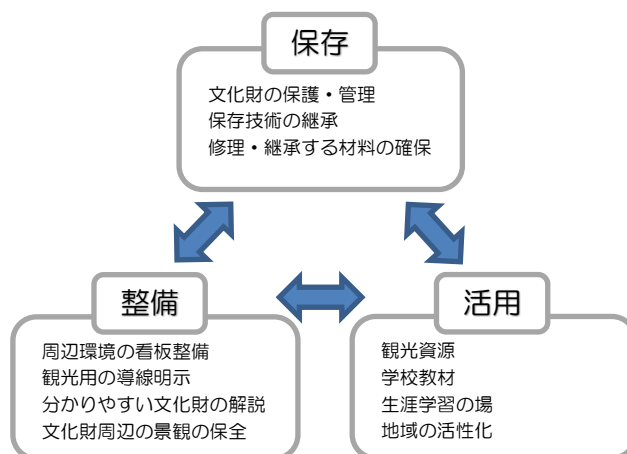 保存
文化財の保護・管理
保存技術の継承
修理・継承する材料の確保
整備
周辺環境の看板整備
観光用の導線明示
分かりやすい文化財の解説
文化財周辺の景観の保全
活用
観光資源
学校教材
生涯学習の場
地域の活性化